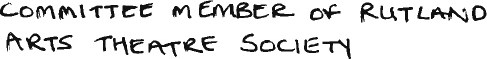 COMMITTEE MEMBER OF RUTLAND
ARTS THEATRE SOCIETY